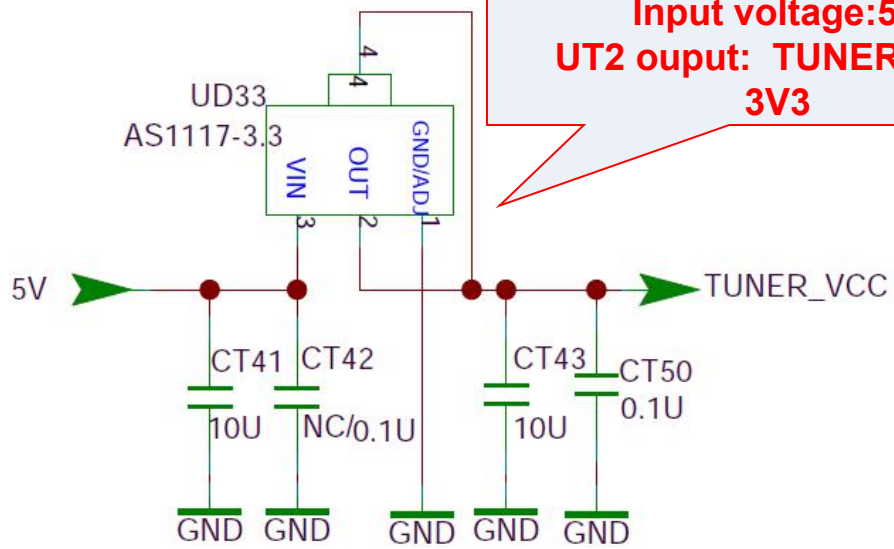 Input voltage:5
UT2 ouput: TUNER
3V3
4
4
UD33
AS1117-3.3
VIN
OUT
GND/ADJ
3
2
1
5V
TUNER_VCC
CT41
CT42
CT43
CT50
10U
NC/0.1U
10U
0.1U
GND
GND
GND
GND
GND